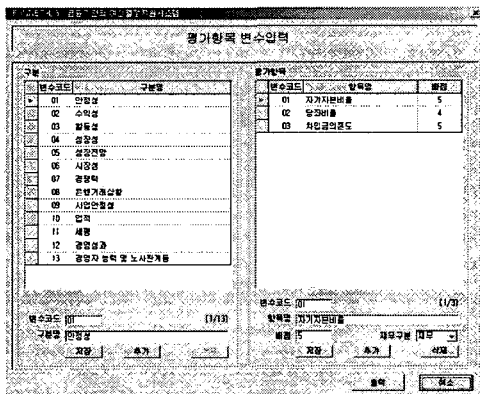 평가항목 변수입력
구분
변수코드 구분명
01 안정성
02 수익성
03 활동성
04 성장성
05 성장전망
06 시장성
07 경쟁력
08 은행거래상황
09 사업안정성
10 업적
11 세평
12 경영성과
13 경영자 능력 및 노사관계등
변수코드 01 (1/13)
구분명 안정성
저장 추가
평가항목
변수코드 항목명 배점
01 자기자본비율 5
02 당좌비율 4
03 차입금의존도 5
변수코드 01 (1/3)
항목명 자기자본비율
배점 5 재무구분 재무
저장 추가 삭제
출력 취소